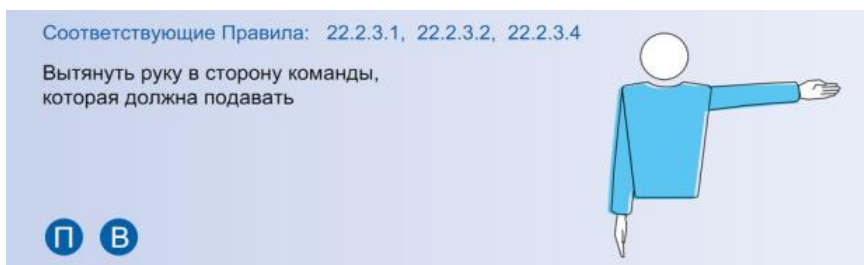 Соответствующие Правила: 22.2.3.1, 22.2.3.2, 22.2.3.4
Вытянуть руку в сторону команды,
которая должна подавать
П В